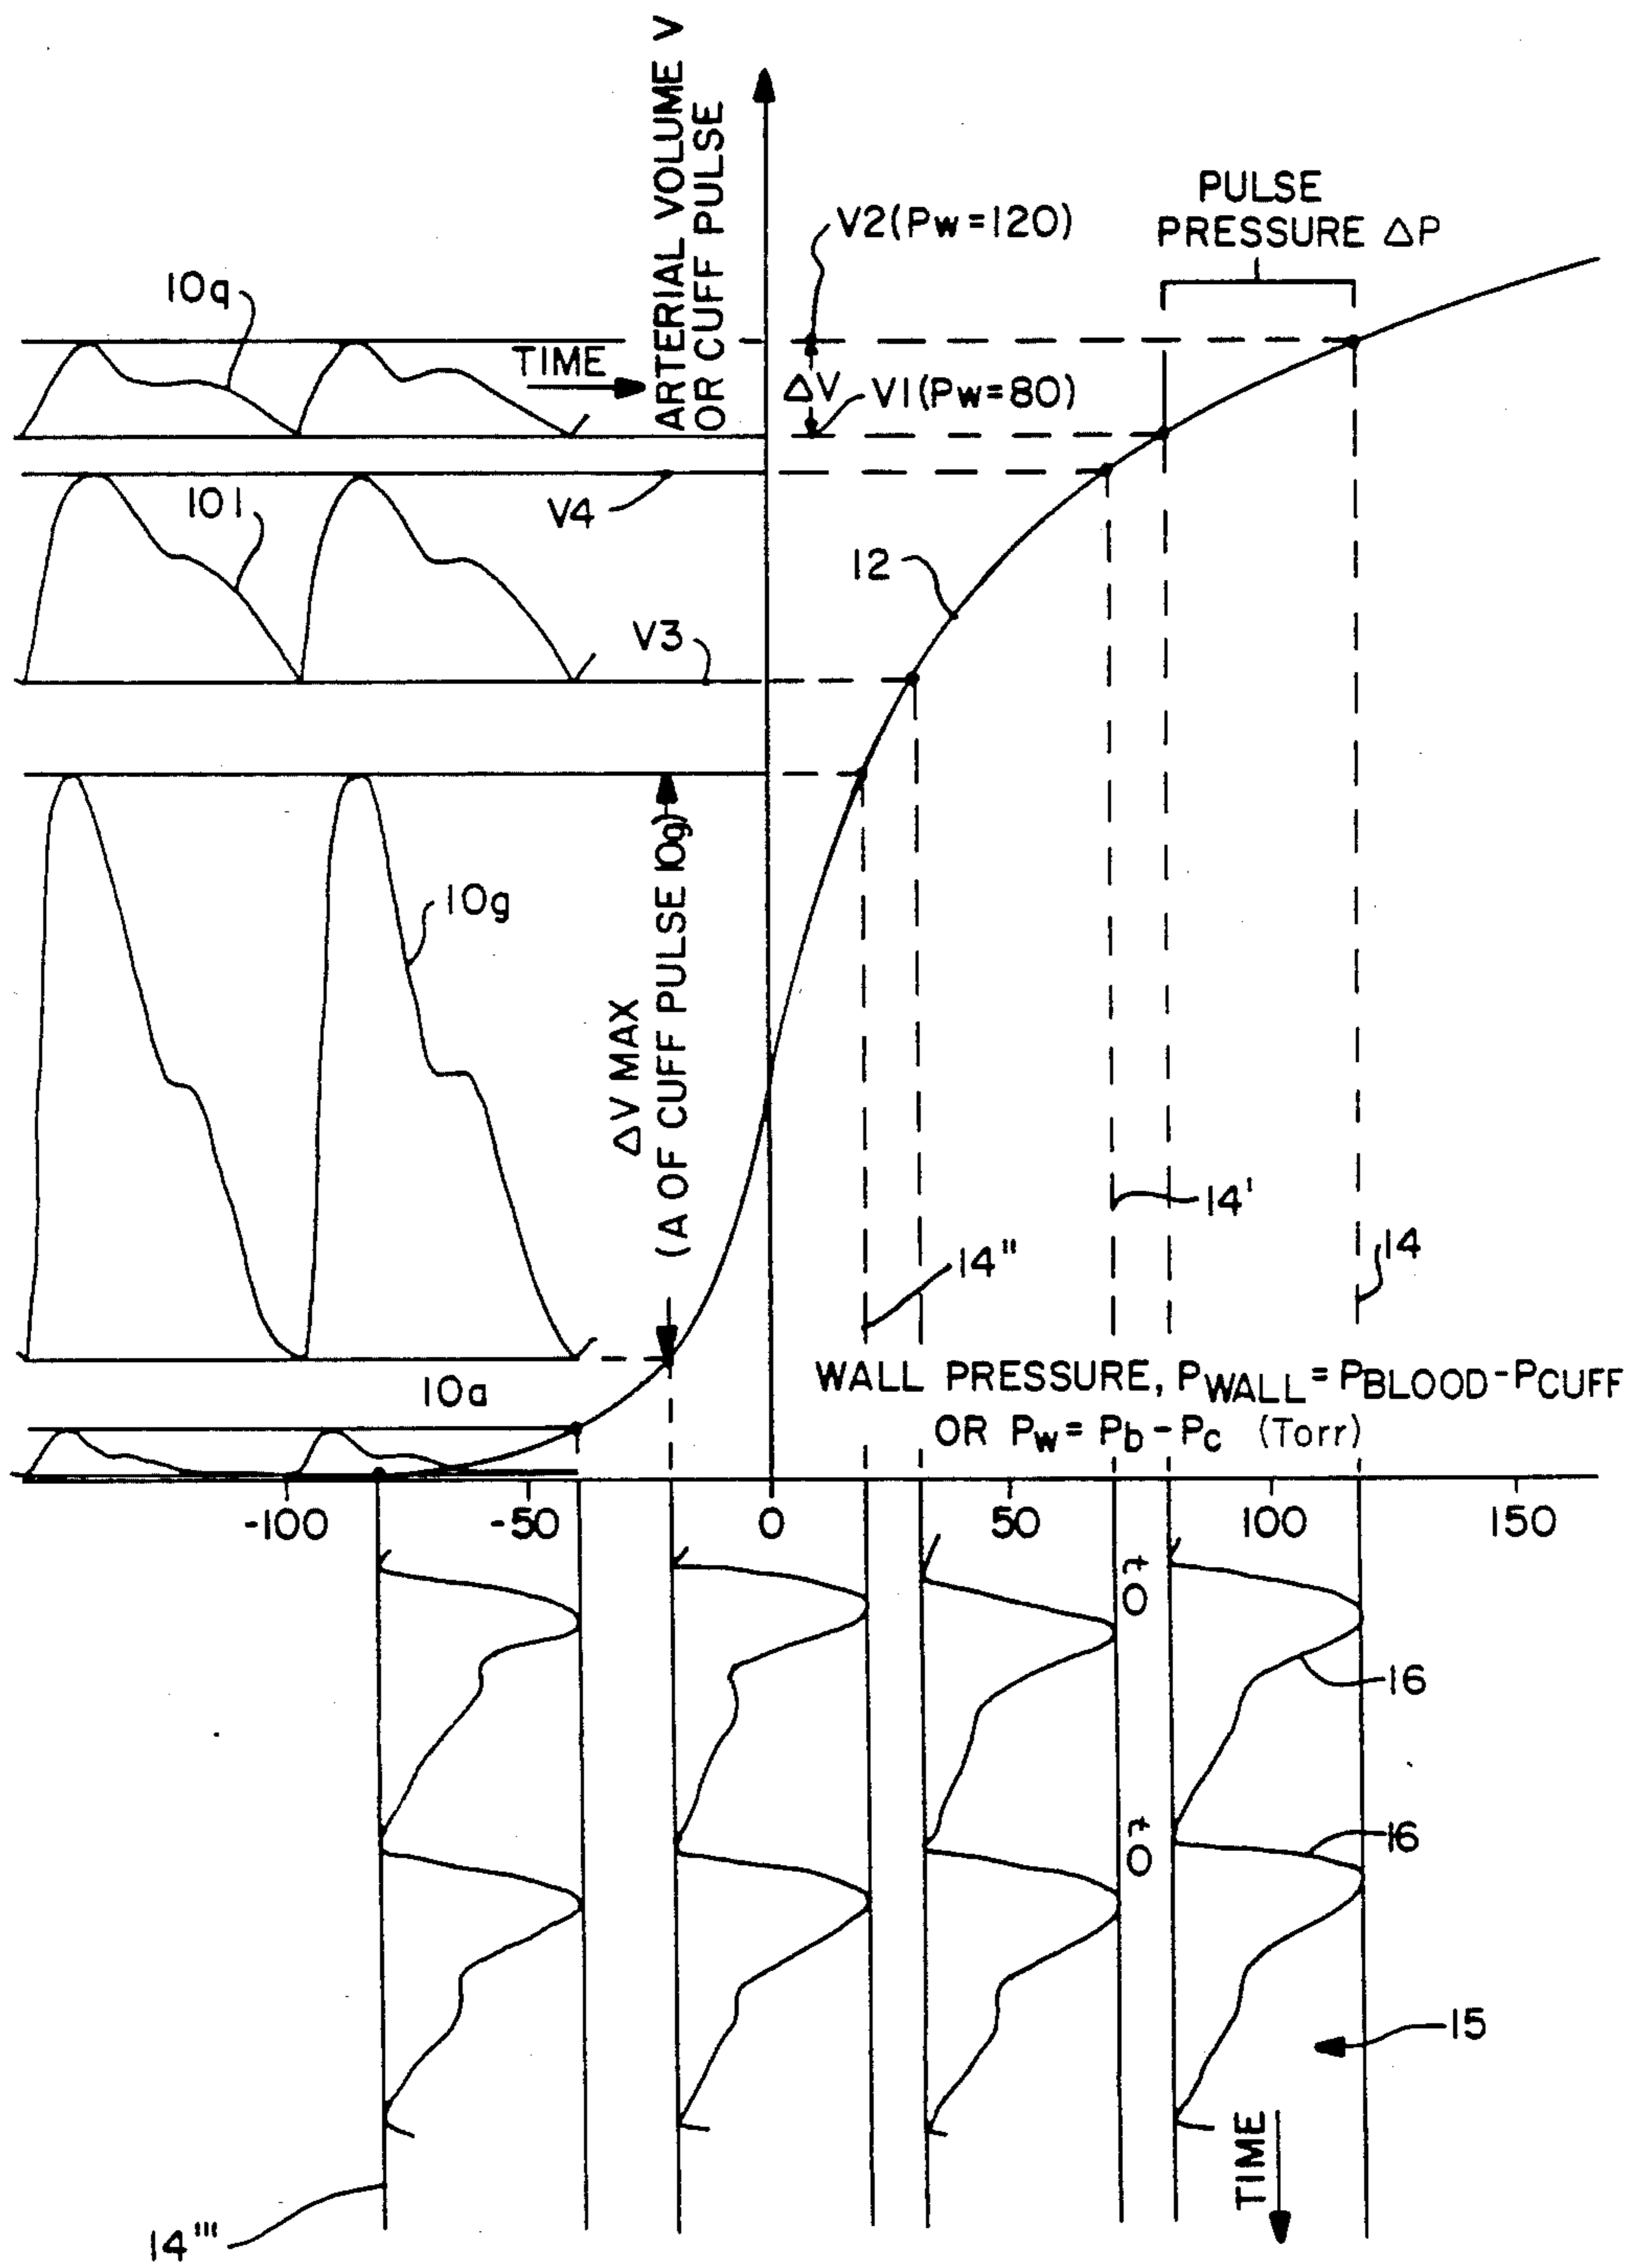 ARTERIAL VOLUME V
OR CUFF PULSE
V2(Pw=120)
PULSE
PRESSURE ΔP
10q
TIME
ΔV
V1(Pw=80)
101
V4
12
V3
10g
ΔV MAX
(A OF CUFF PULSE 10g)
14'
14"
14
10a
WALL PRESSURE, PWALL=PBLOOD-PCUFF
OR Pw=Pb-Pc (Torr)
-100
-50
0
50
100
150
to
16
to
16
15
TIME
14'''